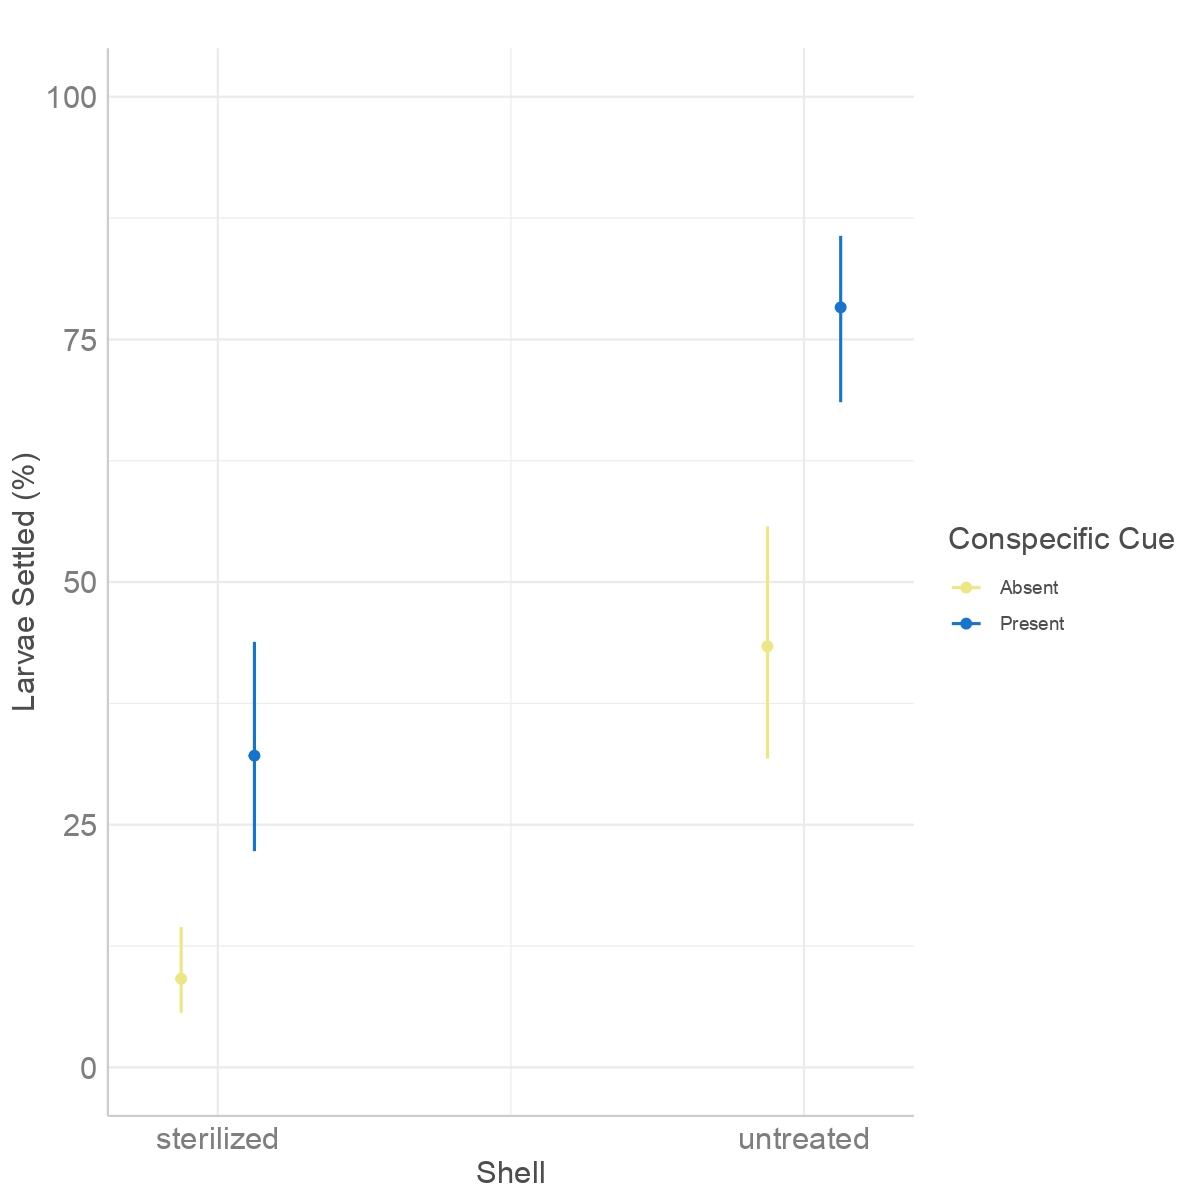 100
75
50
25
0
Larvae Settled (%)
sterilized
untreated
Shell
Conspecific Cue
Absent
Present